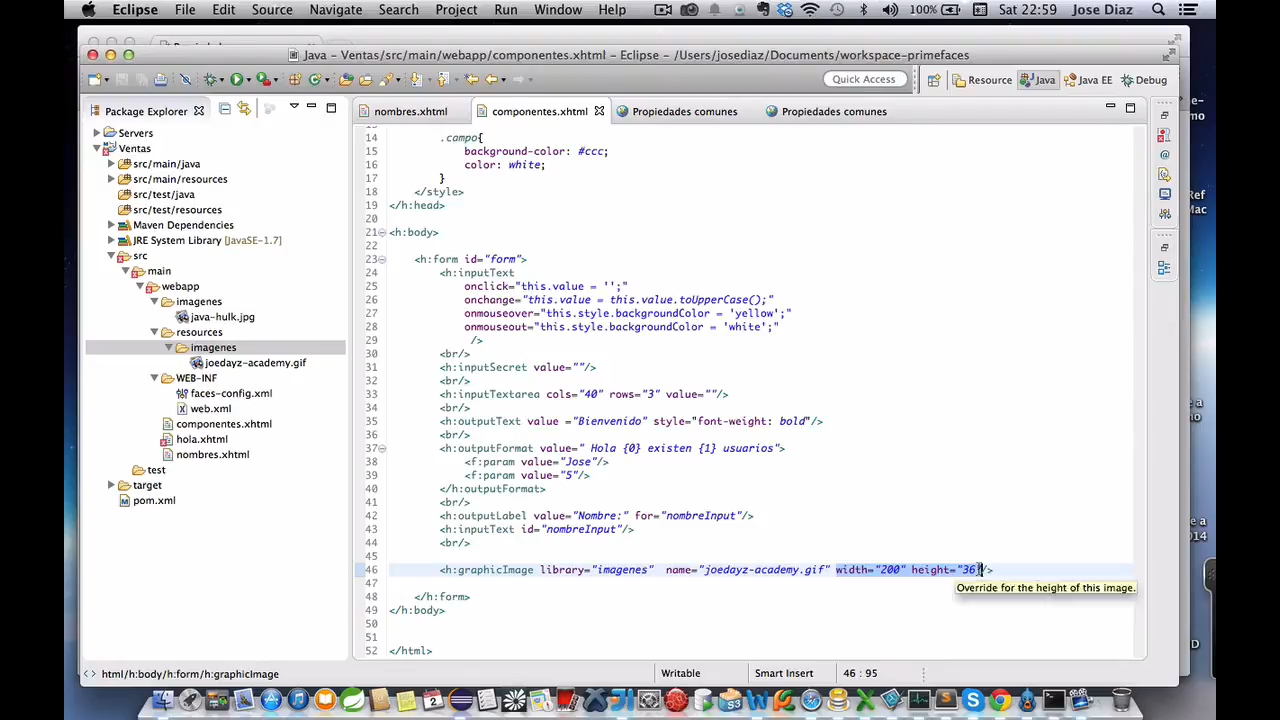 Eclipse File Edit Source Navigate Search Project Run Window Help 100% Sat 22:59 Jose Diaz
Java - Ventas/src/main/webapp/componentes.xhtml - Eclipse - /Users/josediaz/Documents/workspace-primefaces
Quick Access Resource Java Java EE Debug
Package Explorer
nombres.xhtml componentes.xhtml Propiedades comunes Propiedades comunes
Servers
Ventas
src/main/java
src/main/resources
src/test/java
src/test/resources
Maven Dependencies
JRE System Library [JavaSE-1.7]
src
main
webapp
imagenes
java-hulk.jpg
resources
imagenes
joedayz-academy.gif
WEB-INF
faces-config.xml
web.xml
componentes.xhtml
hola.xhtml
nombres.xhtml
test
target
pom.xml
14 .campo{
15 background-color: #ccc;
16 color: white;
17 }
18 </style>
19 </h:head>
20
21 <h:body>
22
23 <h:form id="form">
24 <h:inputText
25 onclick="this.value = '';"
26 onchange="this.value = this.value.toUpperCase();"
27 onmouseover="this.style.backgroundColor = 'yellow';"
28 onmouseout="this.style.backgroundColor = 'white';"
29 />
30 <br/>
31 <h:inputSecret value=""/>
32 <br/>
33 <h:inputTextarea cols="40" rows="3" value=""/>
34 <br/>
35 <h:outputText value ="Bienvenido" style="font-weight: bold"/>
36 <br/>
37 <h:outputFormat value=" Hola {0} existen {1} usuarios">
38 <f:param value="Jose"/>
39 <f:param value="5"/>
40 </h:outputFormat>
41 <br/>
42 <h:outputLabel value="Nombre:" for="nombreInput"/>
43 <h:inputText id="nombreInput"/>
44 <br/>
45
46 <h:graphicImage library="imagenes" name="joedayz-academy.gif" width="200" height="36"/>
47
48 </h:form>
49 </h:body>
50
51
52 </html>
Override for the height of this image.
html/h:body/h:form/h:graphicImage Writable Smart Insert 46 : 95